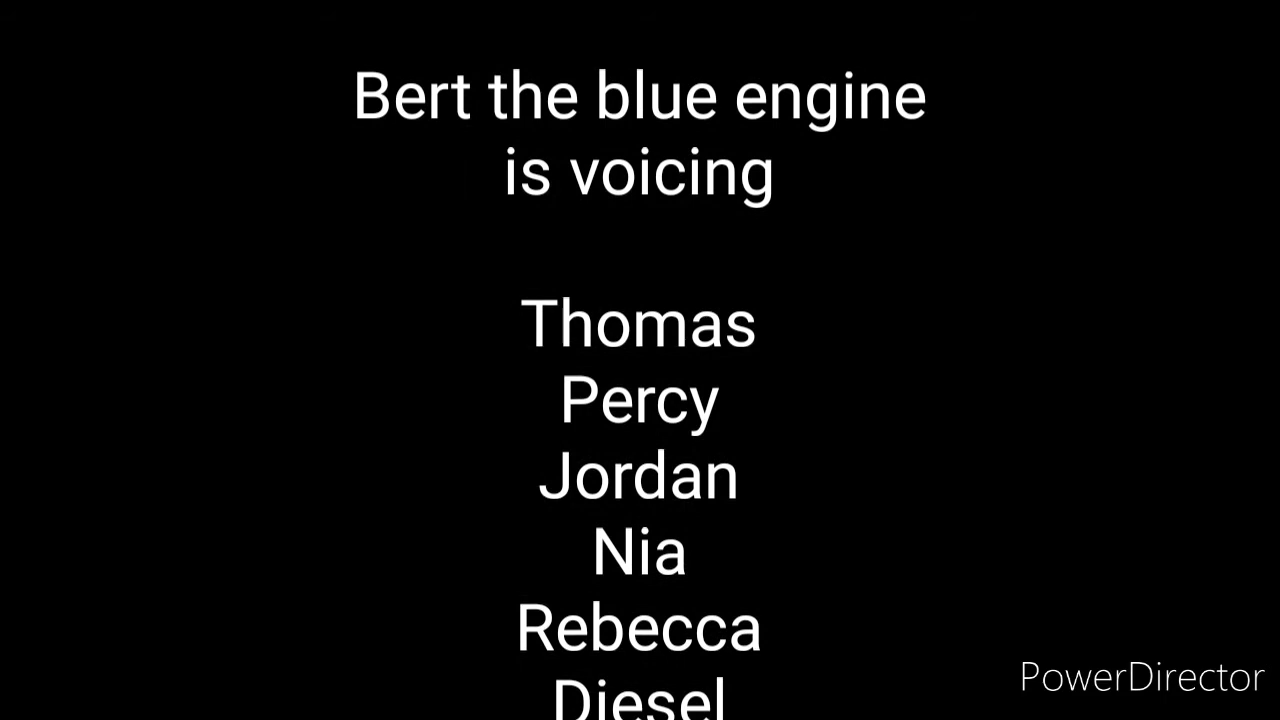 Bert the blue engine
is voicing
Thomas
Percy
Jordan
Nia
Rebecca
Diesel
PowerDirector